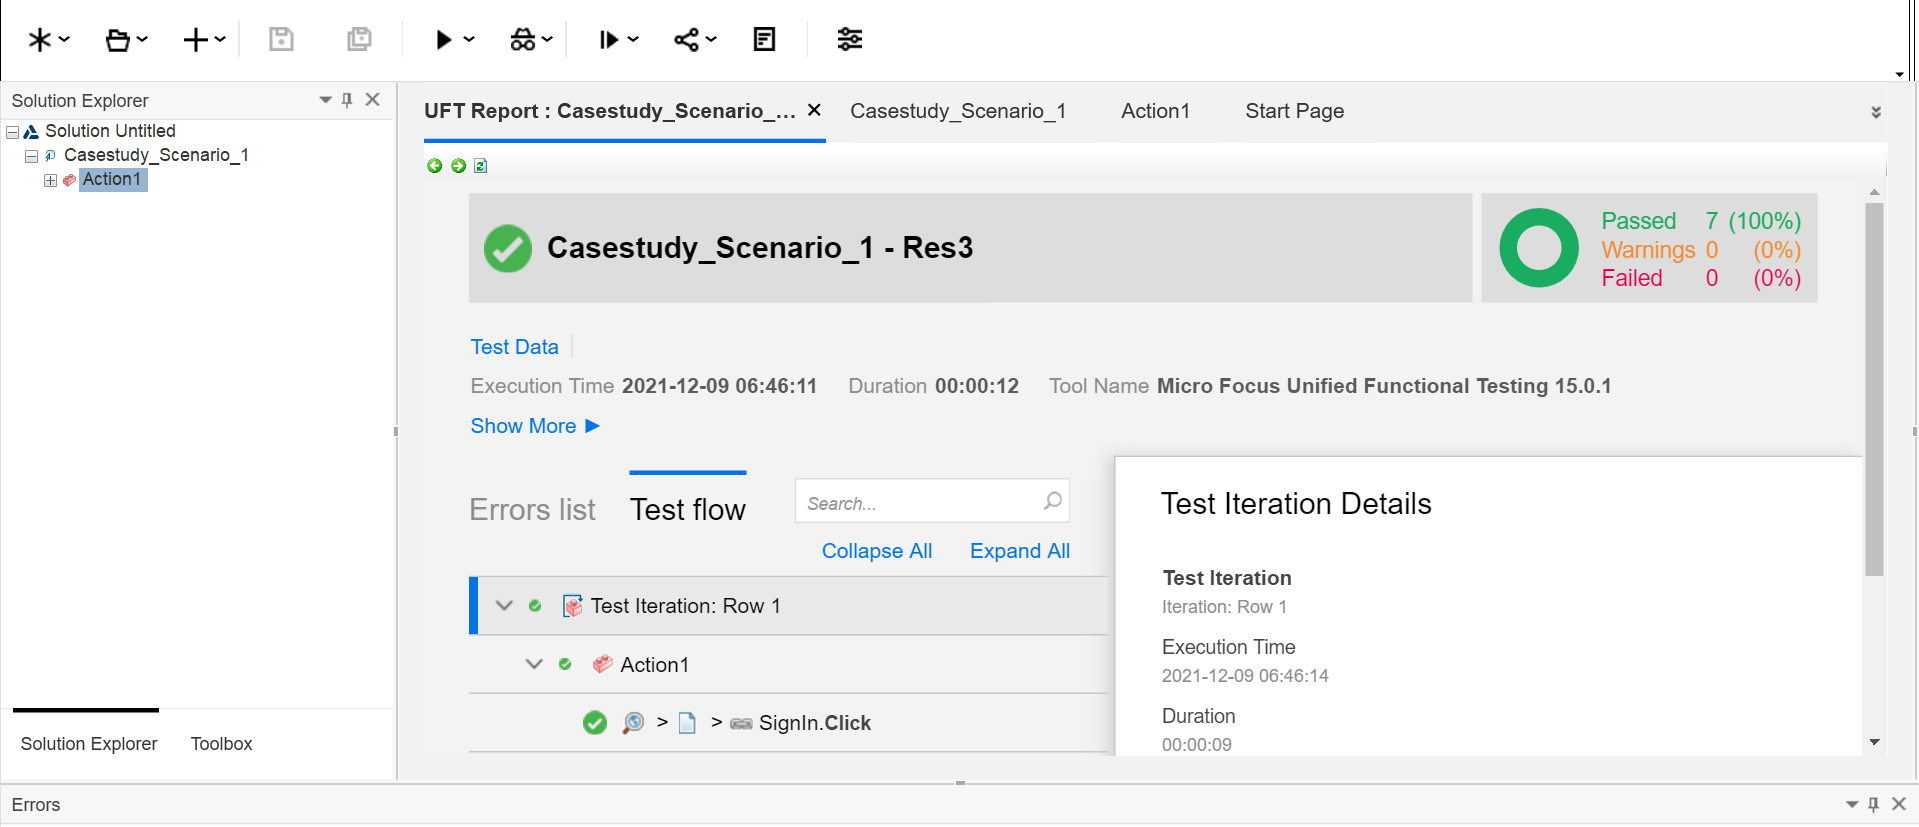 Solution Explorer
Solution Untitled
Casestudy_Scenario_1
Action1
Solution Explorer Toolbox
UFT Report : Casestudy_Scenario_... Casestudy_Scenario_1 Action1 Start Page
Casestudy_Scenario_1 - Res3
Passed 7 (100%)
Warnings 0 (0%)
Failed 0 (0%)
Test Data
Execution Time 2021-12-09 06:46:11 Duration 00:00:12 Tool Name Micro Focus Unified Functional Testing 15.0.1
Show More
Errors list Test flow Search...
Collapse All Expand All
Test Iteration: Row 1
Action1
> > SignIn.Click
Test Iteration Details
Test Iteration
Iteration: Row 1
Execution Time
2021-12-09 06:46:14
Duration
00:00:09
Errors